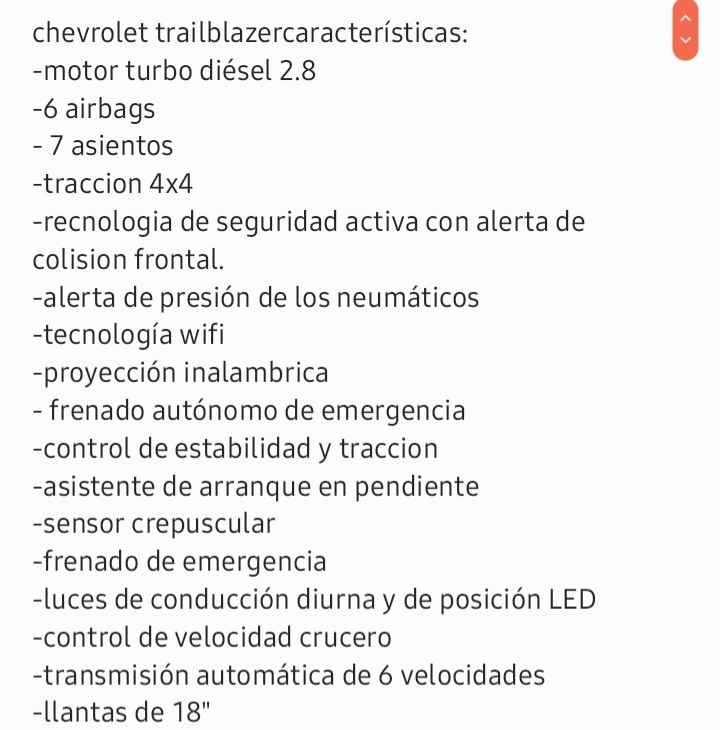 chevrolet trailblazercaracterísticas:
-motor turbo diésel 2.8
-6 airbags
- 7 asientos
-traccion 4x4
-recnologia de seguridad activa con alerta de
colision frontal.
-alerta de presión de los neumáticos
-tecnología wifi
-proyección inalambrica
- frenado autónomo de emergencia
-control de estabilidad y traccion
-asistente de arranque en pendiente
-sensor crepuscular
-frenado de emergencia
-luces de conducción diurna y de posición LED
-control de velocidad crucero
-transmisión automática de 6 velocidades
-llantas de 18"